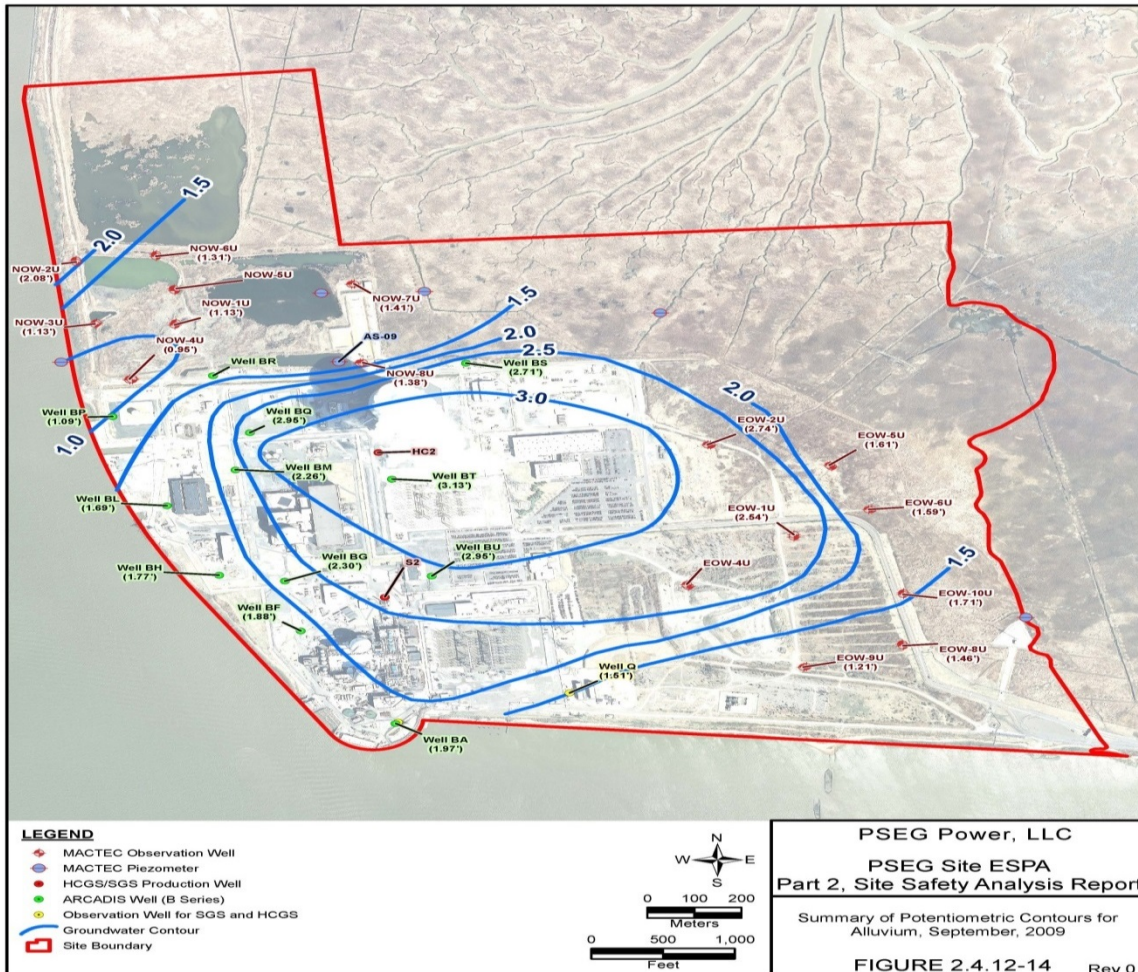 1.5
2.0
NOW-6U
(1.31')
NOW-2U
(2.08')
NOW-5U
NOW-7U
(1.41')
NOW-1U
(1.13')
NOW-3U
(1.13')
NOW-4U
(0.95')
1.5
AS-09
2.0
2.5
Well BR
NOW-8U
(1.38')
Well BS
(2.71')
3.0
2.0
Well BP
(1.09')
1.0
Well BQ
(2.95')
EOW-2U
(2.74')
EOW-5U
(1.61')
HC2
Well BM
(2.26')
Well BT
(3.13')
Well BL
(1.69')
EOW-6U
(1.59')
EOW-1U
(2.54')
Well BU
(2.95')
Well BH
(1.77')
Well BG
(2.30')
S2
EOW-4U
1.5
EOW-10U
(1.71')
Well BF
(1.88')
EOW-8U
(1.46')
EOW-9U
(1.21')
Well Q
(1.51')
Well BA
(1.97')
LEGEND
MACTEC Observation Well
MACTEC Piezometer
HCGS/SGS Production Well
ARCADIS Well (B Series)
Observation Well for SGS and HCGS
Groundwater Contour
Site Boundary
N
W E
S
0 100 200
Meters
0 500 1,000
Feet
PSEG Power, LLC
PSEG Site ESPA
Part 2, Site Safety Analysis Report
Summary of Potentiometric Contours for
Alluvium, September, 2009
FIGURE 2.4.12-14 Rev 0